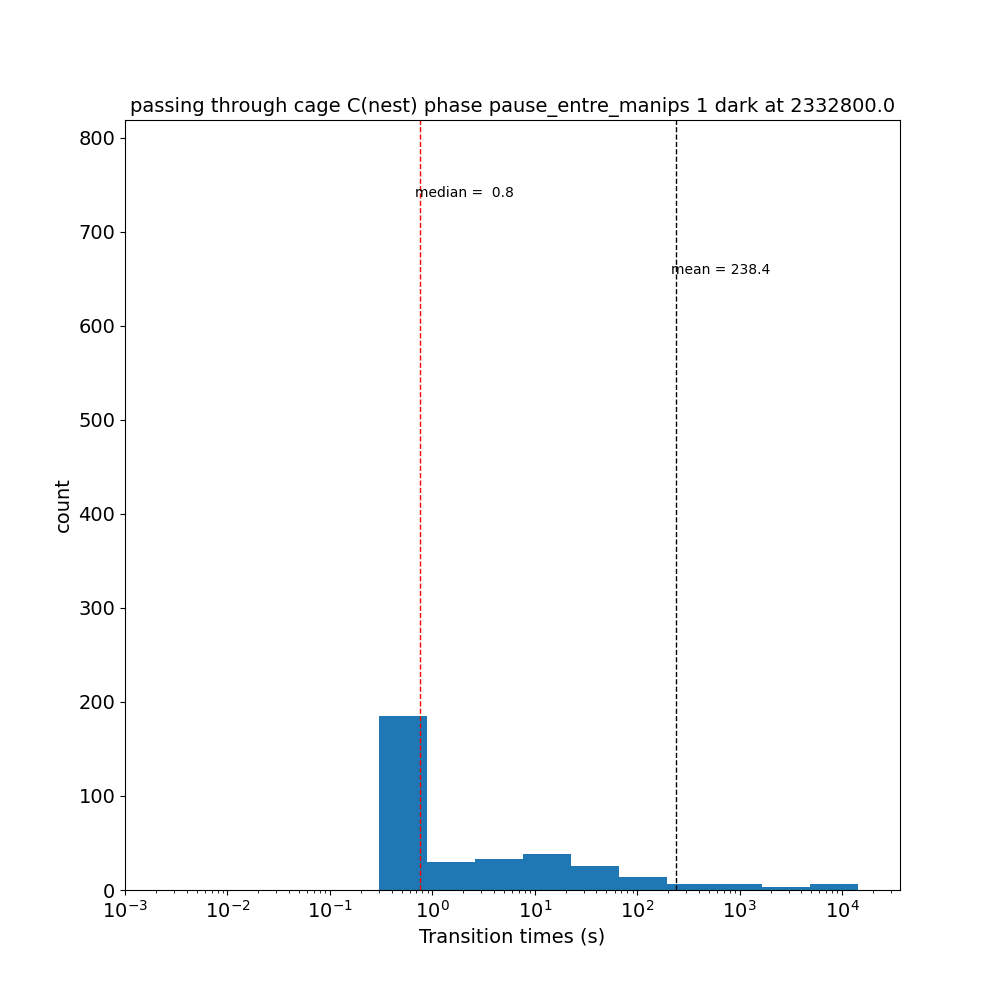 passing through cage C(nest) phase pause_entre_manips 1 dark at 2332800.0
800
700
600
500
400
300
200
100
0
count
median =  0.8
mean = 238.4
10⁻³ 10⁻² 10⁻¹ 10⁰ 10¹ 10² 10³ 10⁴
Transition times (s)